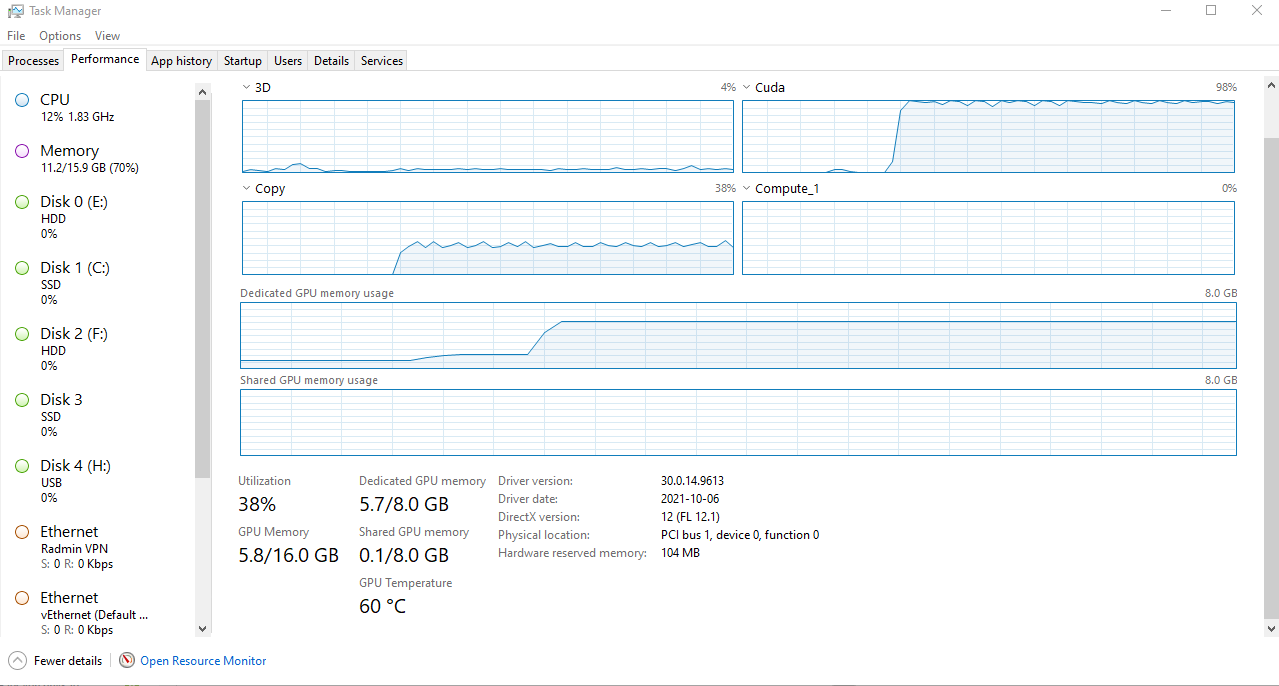 Task Manager
File Options View
Processes Performance App history Startup Users Details Services
CPU
12% 1.83 GHz
Memory
11.2/15.9 GB (70%)
Disk 0 (E:)
HDD
0%
Disk 1 (C:)
SSD
0%
Disk 2 (F:)
HDD
0%
Disk 3
SSD
0%
Disk 4 (H:)
USB
0%
Ethernet
Radmin VPN
S: 0 R: 0 Kbps
Ethernet
vEthernet (Default ...
S: 0 R: 0 Kbps
3D 4% Cuda 98%
Copy 38% Compute_1 0%
Dedicated GPU memory usage 8.0 GB
Shared GPU memory usage 8.0 GB
Utilization
38%
GPU Memory
5.8/16.0 GB
Dedicated GPU memory
5.7/8.0 GB
Shared GPU memory
0.1/8.0 GB
GPU Temperature
60 °C
Driver version: 30.0.14.9613
Driver date: 2021-10-06
DirectX version: 12 (FL 12.1)
Physical location: PCI bus 1, device 0, function 0
Hardware reserved memory: 104 MB
Fewer details Open Resource Monitor